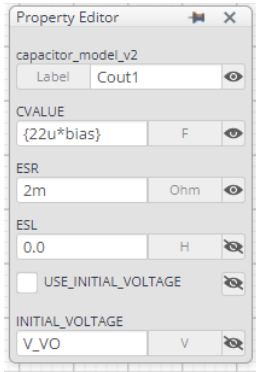 Property Editor
capacitor_model_v2
Label Cout1
CVALUE
{22u*bias} F
ESR
2m Ohm
ESL
0.0 H
USE_INITIAL_VOLTAGE
INITIAL_VOLTAGE
V_VO V